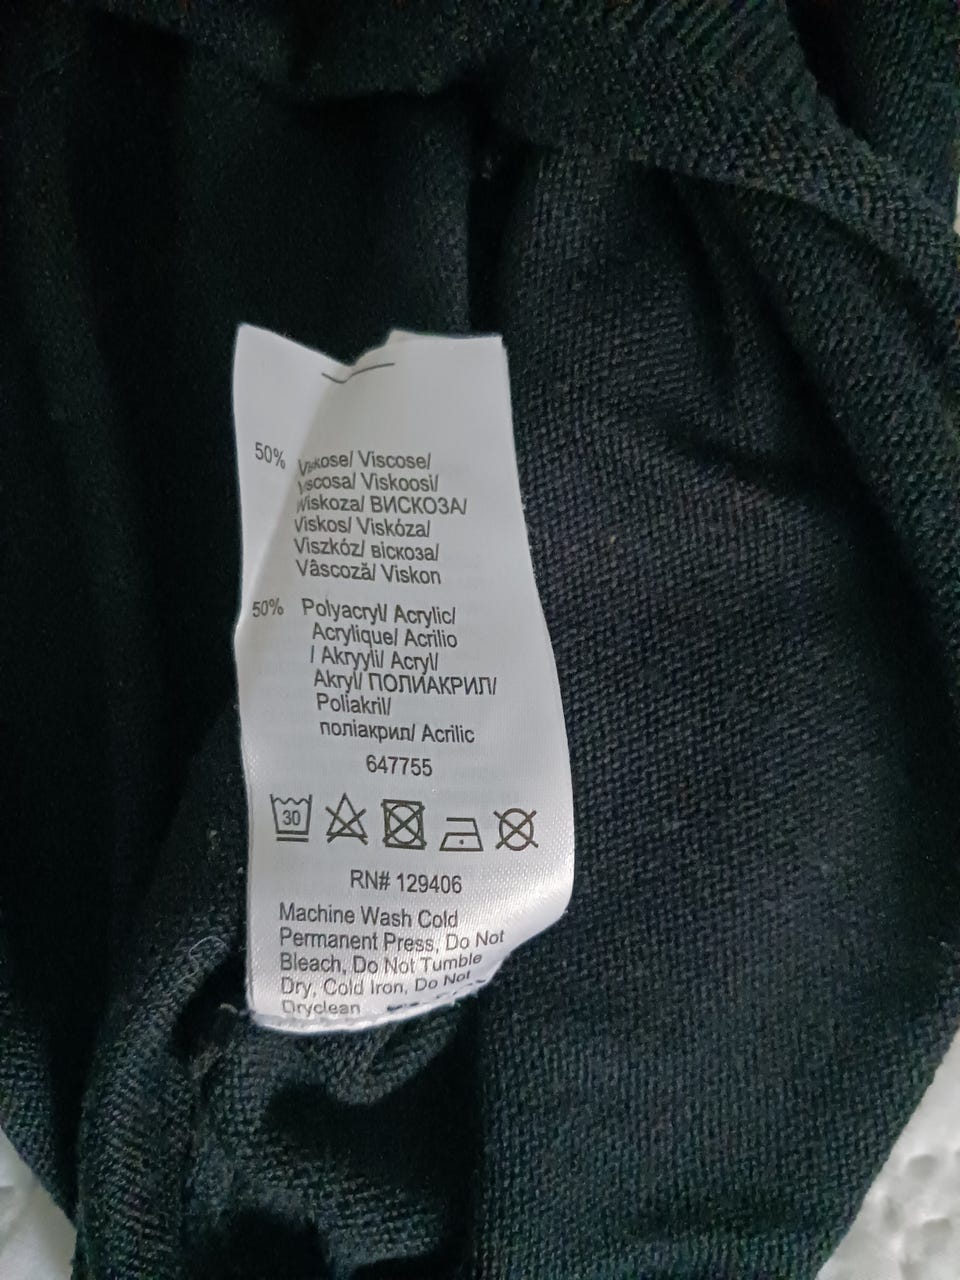 50% Viskose/ Viscose/
Viscosa/ Viskoosi/
Wiskoza/ ВИСКОЗА/
Viskos/ Viskóza/
Viszkóz/ віскоза/
Vâscoză/ Viskon
50% Polyacryl/ Acrylic/
Acrylique/ Acrilio
/ Akryyli/ Acryl/
Akryl/ ПОЛИАКРИЛ/
Poliakril/
поліакрил/ Acrilic
647755
30
RN# 129406
Machine Wash Cold
Permanent Press, Do Not
Bleach, Do Not Tumble
Dry, Cold Iron, Do Not
Dryclean